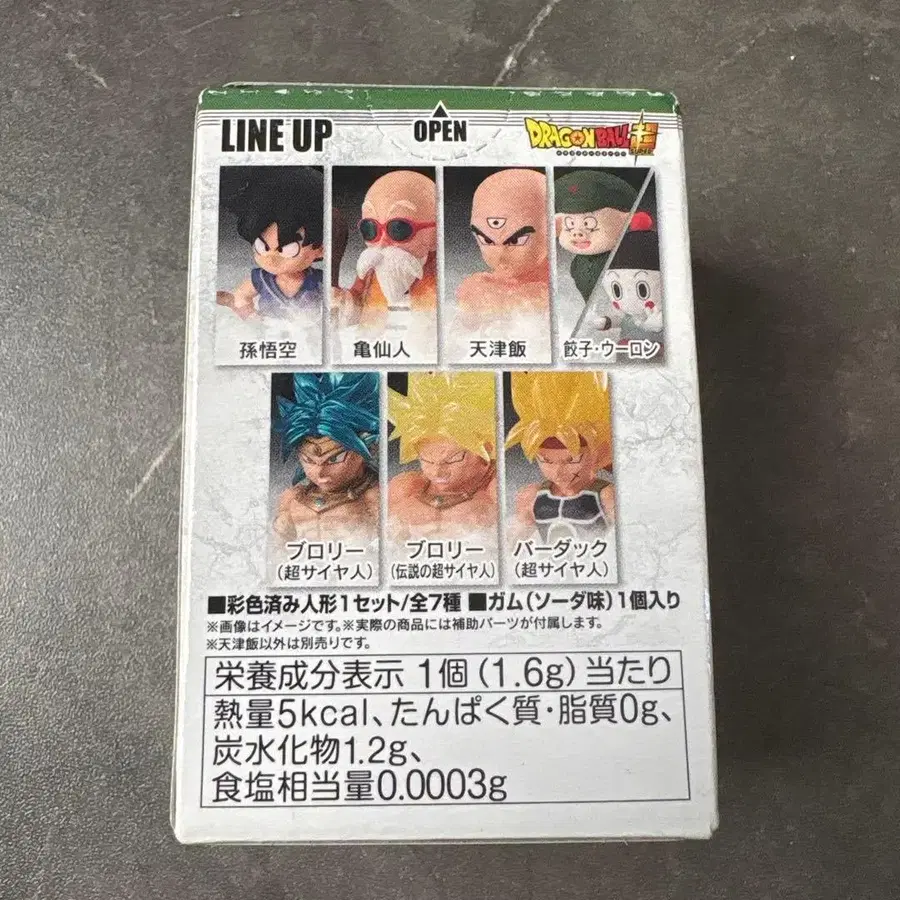 LINE UP
OPEN
DRAGON BALL超
孫悟空
亀仙人
天津飯
餃子・ウーロン
ブロリー
(超サイヤ人)
ブロリー
(伝説の超サイヤ人)
バーダック
(超サイヤ人)
■彩色済み人形1セット/全7種 ■ガム(ソーダ味)1個入り
※画像はイメージです。※実際の商品には補助パーツが付属します。
※天津飯以外は別売りです。
栄養成分表示 1個(1.6g)当たり
熱量5kcal、たんぱく質・脂質0g、
炭水化物1.2g、
食塩相当量0.0003g